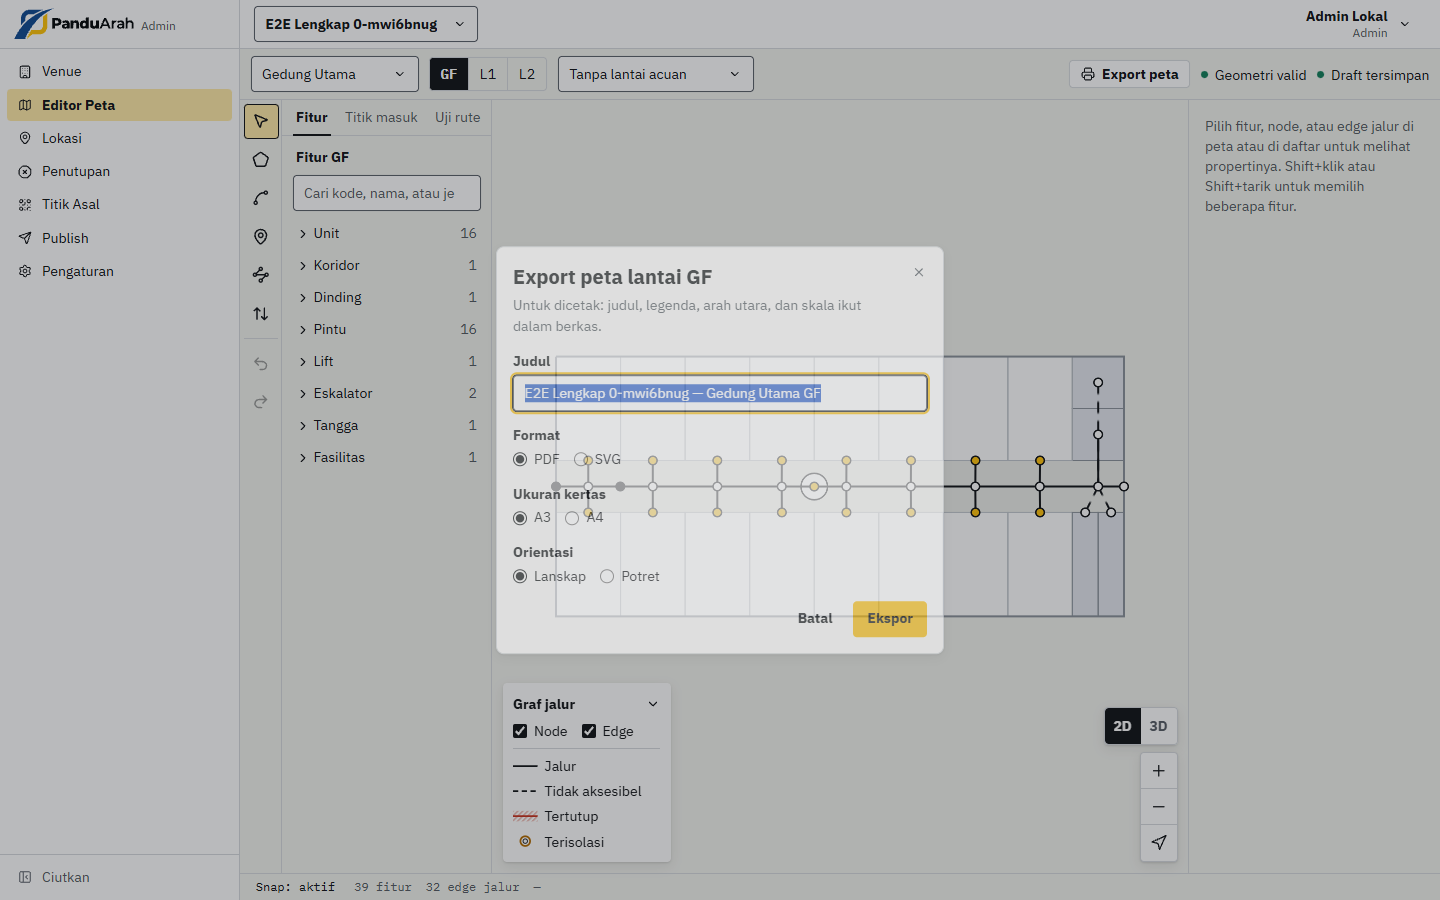 PanduArah Admin
E2E Lengkap 0-mwi6bnug
Admin Lokal
Admin
Venue
Editor Peta
Lokasi
Penutupan
Titik Asal
Publish
Pengaturan
Ciutkan
Gedung Utama
GF L1 L2
Tanpa lantai acuan
Export peta
Geometri valid
Draft tersimpan
Fitur Titik masuk Uji rute
Fitur GF
Cari kode, nama, atau je
Unit 16
Koridor 1
Dinding 1
Pintu 16
Lift 1
Eskalator 2
Tangga 1
Fasilitas 1
Export peta lantai GF
Untuk dicetak: judul, legenda, arah utara, dan skala ikut
dalam berkas.
Judul
E2E Lengkap 0-mwi6bnug — Gedung Utama GF
Format
PDF SVG
Ukuran kertas
A3 A4
Orientasi
Lanskap Potret
Batal Ekspor
Graf jalur
Node Edge
Jalur
Tidak aksesibel
Tertutup
Terisolasi
2D 3D
Pilih fitur, node, atau edge jalur di
peta atau di daftar untuk melihat
propertinya. Shift+klik atau
Shift+tarik untuk memilih
beberapa fitur.
Snap: aktif 39 fitur 32 edge jalur —